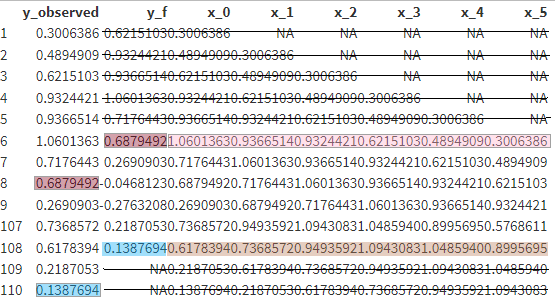 y_observed y_f x_0 x_1 x_2 x_3 x_4 x_5
1 0.3006386 0.6215103 0.3006386 NA NA NA NA NA
2 0.4894909 0.9324421 0.4894909 0.3006386 NA NA NA NA
3 0.6215103 0.9366514 0.6215103 0.4894909 0.3006386 NA NA NA
4 0.9324421 1.0601363 0.9324421 0.6215103 0.4894909 0.3006386 NA NA
5 0.9366514 0.7176443 0.9366514 0.9324421 0.6215103 0.4894909 0.3006386 NA
6 1.0601363 0.6879492 1.0601363 0.9366514 0.9324421 0.6215103 0.4894909 0.3006386
7 0.7176443 0.2690903 0.7176443 1.0601363 0.9366514 0.9324421 0.6215103 0.4894909
8 0.6879492 -0.0468123 0.6879492 0.7176443 1.0601363 0.9366514 0.9324421 0.6215103
9 0.2690903 -0.2763208 0.2690903 0.6879492 0.7176443 1.0601363 0.9366514 0.9324421
107 0.7368572 0.2187053 0.7368572 0.9493592 1.0943083 1.0485940 0.8995695 0.5768611
108 0.6178394 0.1387694 0.6178394 0.7368572 0.9493592 1.0943083 1.0485940 0.8995695
109 0.2187053 NA 0.2187053 0.6178394 0.7368572 0.9493592 1.0943083 1.0485940
110 0.1387694 NA 0.1387694 0.2187053 0.6178394 0.7368572 0.9493592 1.0943083